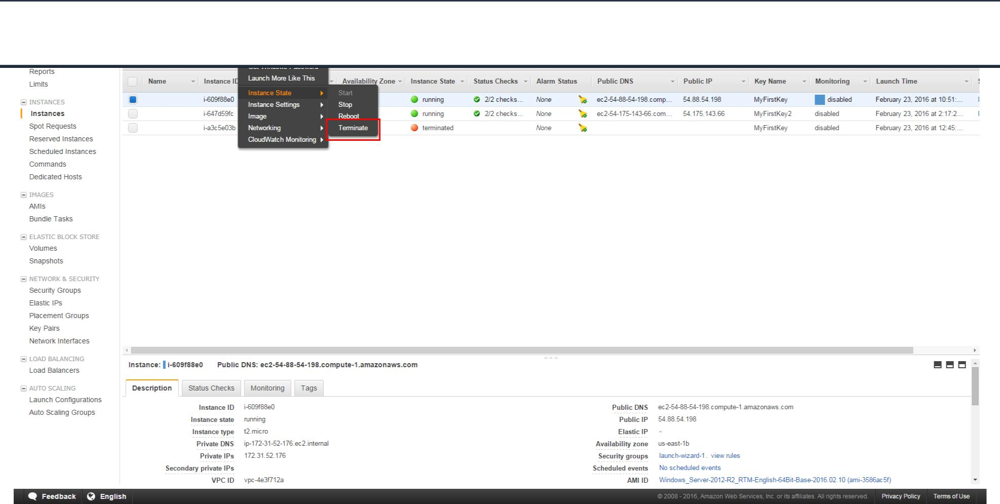 Reports
Limits
INSTANCES
Instances
Spot Requests
Reserved Instances
Scheduled Instances
Commands
Dedicated Hosts
IMAGES
AMIs
Bundle Tasks
ELASTIC BLOCK STORE
Volumes
Snapshots
NETWORK & SECURITY
Security Groups
Elastic IPs
Placement Groups
Key Pairs
Network Interfaces
LOAD BALANCING
Load Balancers
AUTO SCALING
Launch Configurations
Auto Scaling Groups
Name Instance ID Availability Zone Instance State Status Checks Alarm Status Public DNS Public IP Key Name Monitoring Launch Time
i-609f88e0 running 2/2 checks... None ec2-54-88-54-198.comp... 54.88.54.198 MyFirstKey disabled February 23, 2016 at 10:51:...
i-647d59fc running 2/2 checks... None ec2-54-175-143-66.com... 54.175.143.66 MyFirstKey2 disabled February 23, 2016 at 2:17:2...
i-a3c5e03b terminated None MyFirstKey disabled February 23, 2016 at 12:45:...
Launch More Like This
Instance State
Instance Settings
Image
Networking
CloudWatch Monitoring
Start
Stop
Reboot
Terminate
Instance: i-609f88e0 Public DNS: ec2-54-88-54-198.compute-1.amazonaws.com
Description Status Checks Monitoring Tags
Instance ID i-609f88e0
Instance state running
Instance type t2.micro
Private DNS ip-172-31-52-176.ec2.internal
Private IPs 172.31.52.176
Secondary private IPs
VPC ID vpc-4e3f712a
Public DNS ec2-54-88-54-198.compute-1.amazonaws.com
Public IP 54.88.54.198
Elastic IP -
Availability zone us-east-1b
Security groups launch-wizard-1. view rules
Scheduled events No scheduled events
AMI ID Windows_Server-2012-R2_RTM-English-64Bit-Base-2016.02.10 (ami-3586ac5f)
Feedback English © 2008 - 2016, Amazon Web Services, Inc. or its affiliates. All rights reserved. Privacy Policy Terms of Use